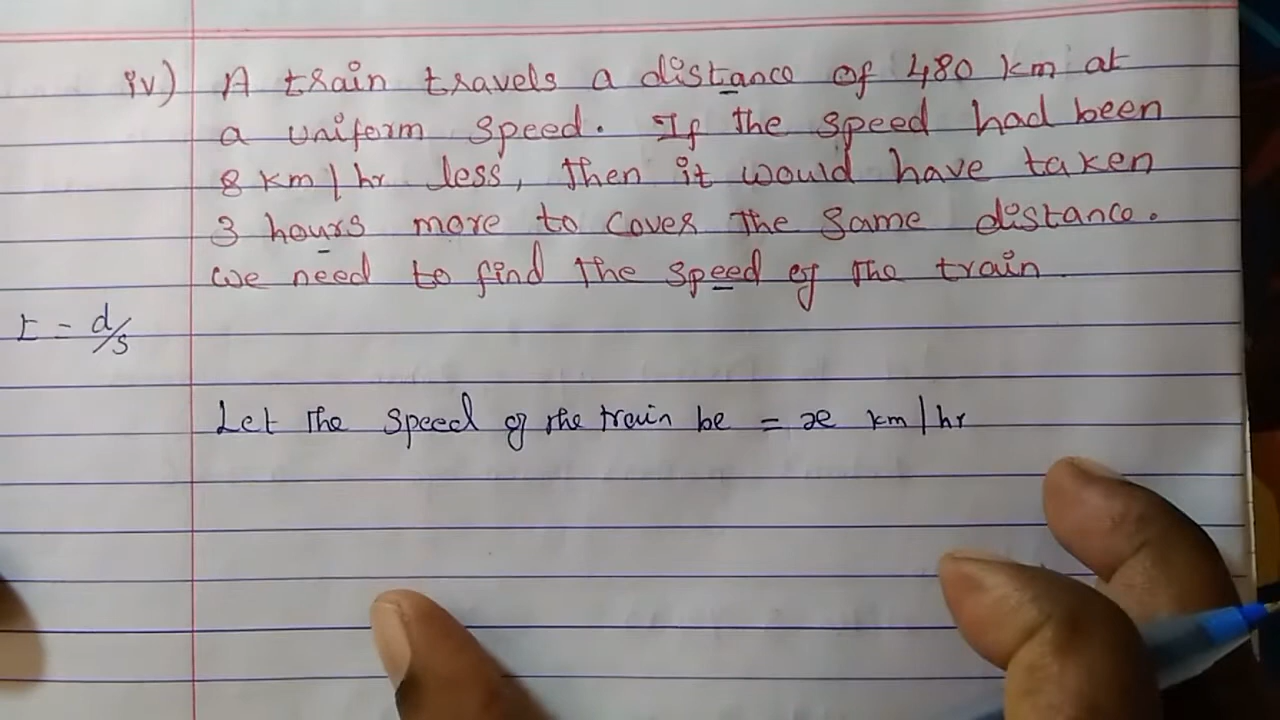 iv) A train travels a distance of 480 km at
a uniform speed. If the speed had been
8 km/hr less, then it would have taken
3 hours more to cover the same distance.
We need to find the speed of the train
t = d/s
Let the speed of the train be = x km/hr